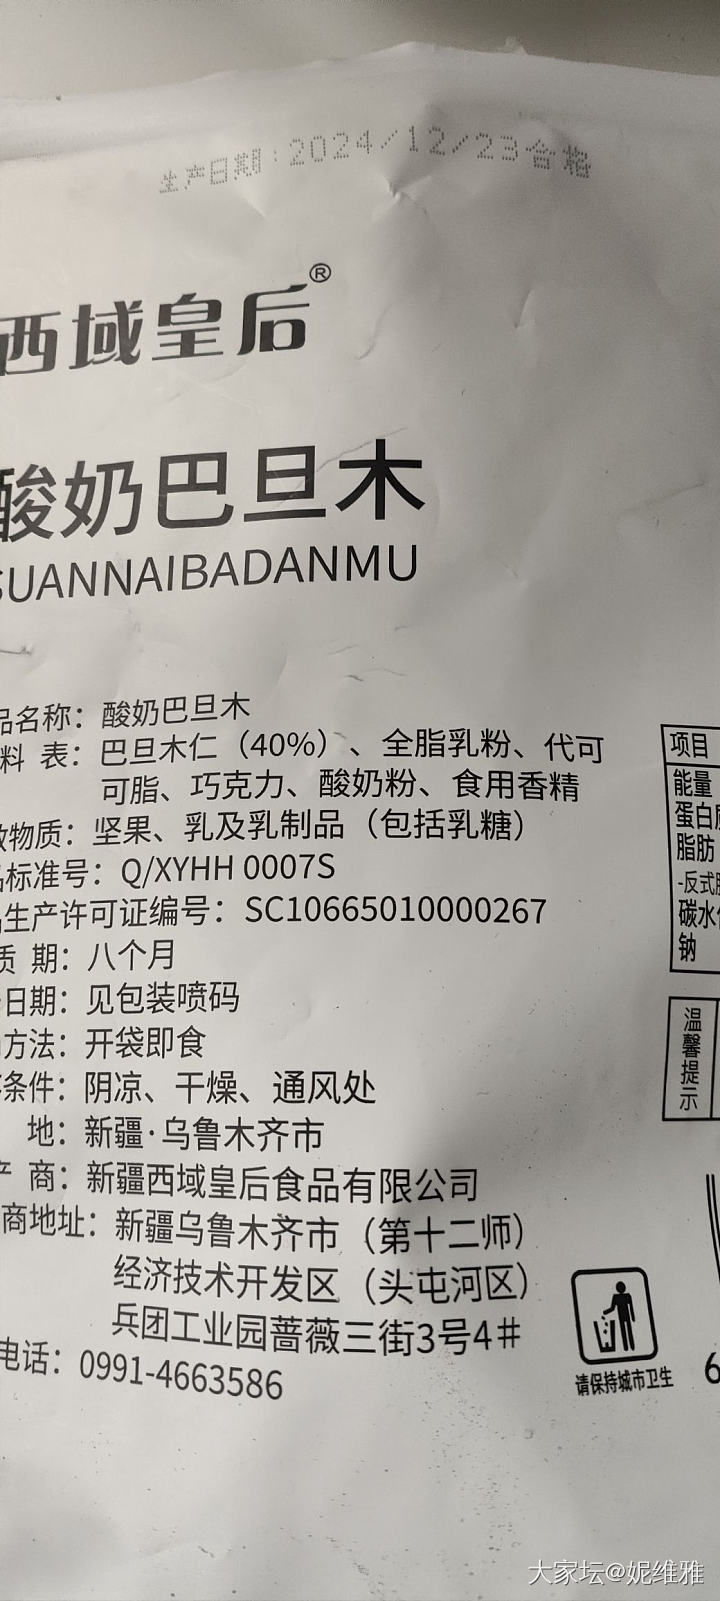 生产日期:2024/12/23合格
西域皇后®
酸奶巴旦木
SUANNAIBADANMU
品名称：酸奶巴旦木
料 表：巴旦木仁（40%）、全脂乳粉、代可
可脂、巧克力、酸奶粉、食用香精
敏物质：坚果、乳及乳制品（包括乳糖）
品标准号：Q/XYHH 0007S
品生产许可证编号：SC10665010000267
质 期：八个月
日期：见包装喷码
方法：开袋即食
条件：阴凉、干燥、通风处
地：新疆·乌鲁木齐市
产 商：新疆西域皇后食品有限公司
商地址：新疆乌鲁木齐市（第十二师）
经济技术开发区（头屯河区）
兵团工业园蔷薇三街3号4#
电话：0991-4663586
项目
能量
蛋白质
脂肪
-反式脂
碳水化
钠
温馨提示
请保持城市卫生
6
大家坛@妮维雅